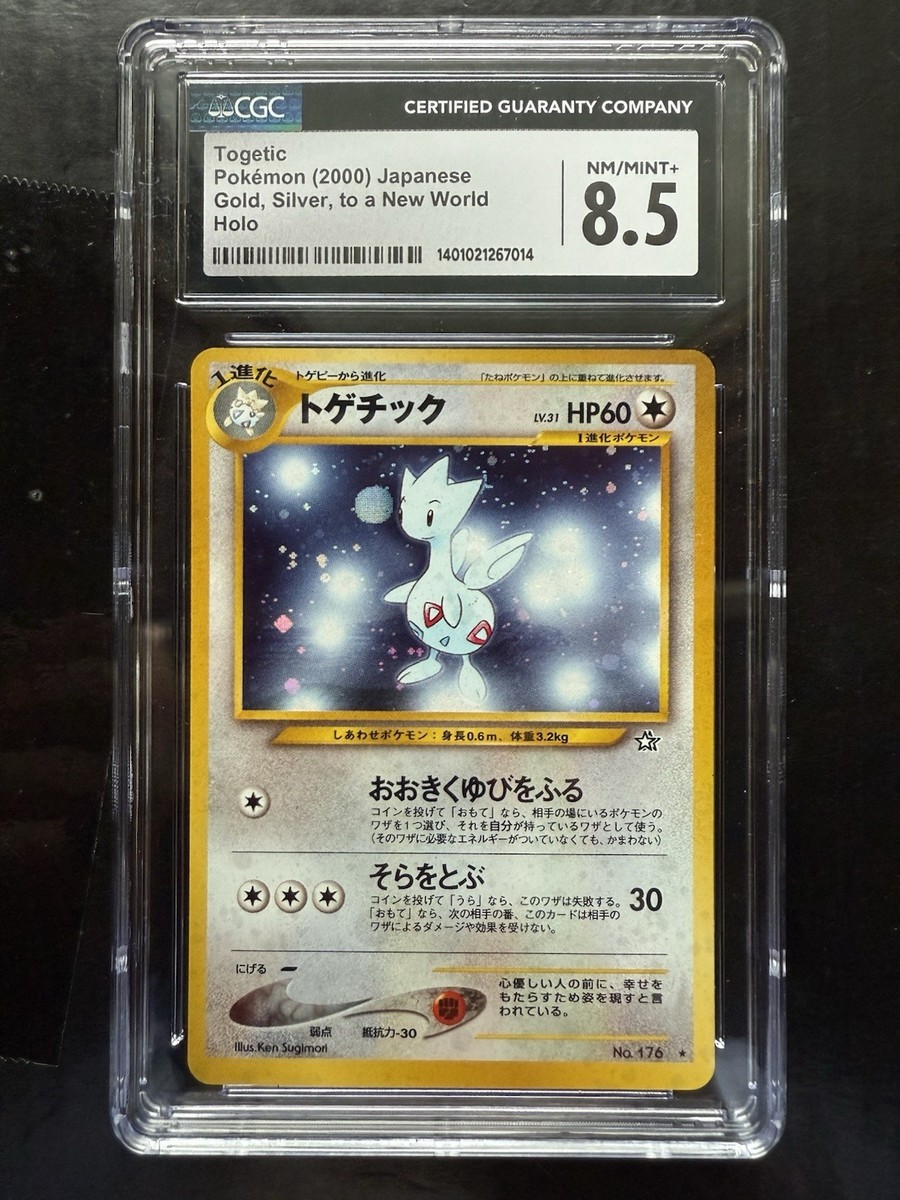 CGC
CERTIFIED GUARANTY COMPANY
Togetic
Pokémon (2000) Japanese
Gold, Silver, to a New World
Holo
1401021267014
NM/MINT+
8.5
1進化
トゲピーから進化
「たねポケモン」の上に重ねて進化させます。
トゲチック
LV.31 HP60
1進化ポケモン
しあわせポケモン:身長0.6m、体重3.2kg
おおきくゆびをふる
コインを投げて「おもて」なら、相手の場にいるポケモンの
ワザを1つ選び、それを自分が持っているワザとして使う。
(そのワザに必要なエネルギーがついていなくても、かまわない)
そらをとぶ
コインを投げて「うら」なら、このワザは失敗する。
「おもて」なら、次の相手の番、このカードは相手の
ワザによるダメージや効果を受けない。
30
にげる
弱点
抵抗力-30
心優しい人の前に、幸せを
もたらすため姿を現すと言
われている。
Illus.Ken Sugimori
No. 176 ★